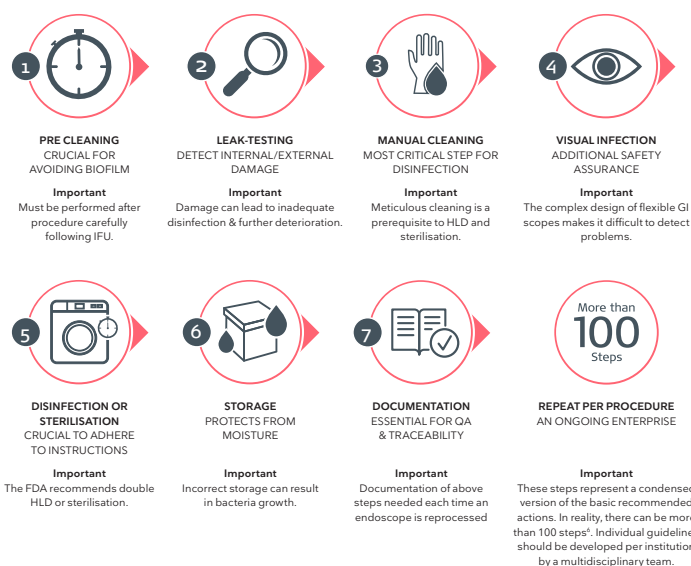 1
PRE CLEANING
CRUCIAL FOR
AVOIDING BIOFILM
Important
Must be performed after
procedure carefully
following IFU.
2
LEAK-TESTING
DETECT INTERNAL/EXTERNAL
DAMAGE
Important
Damage can lead to inadequate
disinfection & further deterioration.
3
MANUAL CLEANING
MOST CRITICAL STEP FOR
DISINFECTION
Important
Meticulous cleaning is a
prerequisite to HLD and
sterilisation.
4
VISUAL INFECTION
ADDITIONAL SAFETY
ASSURANCE
Important
The complex design of flexible GI
scopes makes it difficult to detect
problems.
5
DISINFECTION OR
STERILISATION
CRUCIAL TO ADHERE
TO INSTRUCTIONS
Important
The FDA recommends double
HLD or sterilisation.
6
STORAGE
PROTECTS FROM
MOISTURE
Important
Incorrect storage can result
in bacteria growth.
7
DOCUMENTATION
ESSENTIAL FOR QA
& TRACEABILITY
Important
Documentation of above
steps needed each time an
endoscope is reprocessed
More than
100
Steps
REPEAT PER PROCEDURE
AN ONGOING ENTERPRISE
Important
These steps represent a condensed
version of the basic recommended
actions. In reality, there can be more
than 100 steps⁶. Individual guideline
should be developed per institution
by a multidisciplinary team.